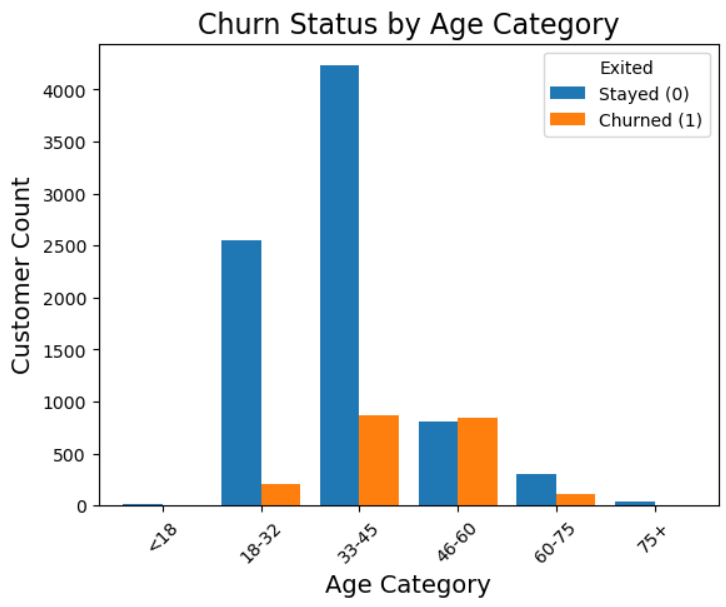 Churn Status by Age Category
Exited
Stayed (0)
Churned (1)
Customer Count
4000
3500
3000
2500
2000
1500
1000
500
0
<18
18-32
33-45
46-60
60-75
75+
Age Category